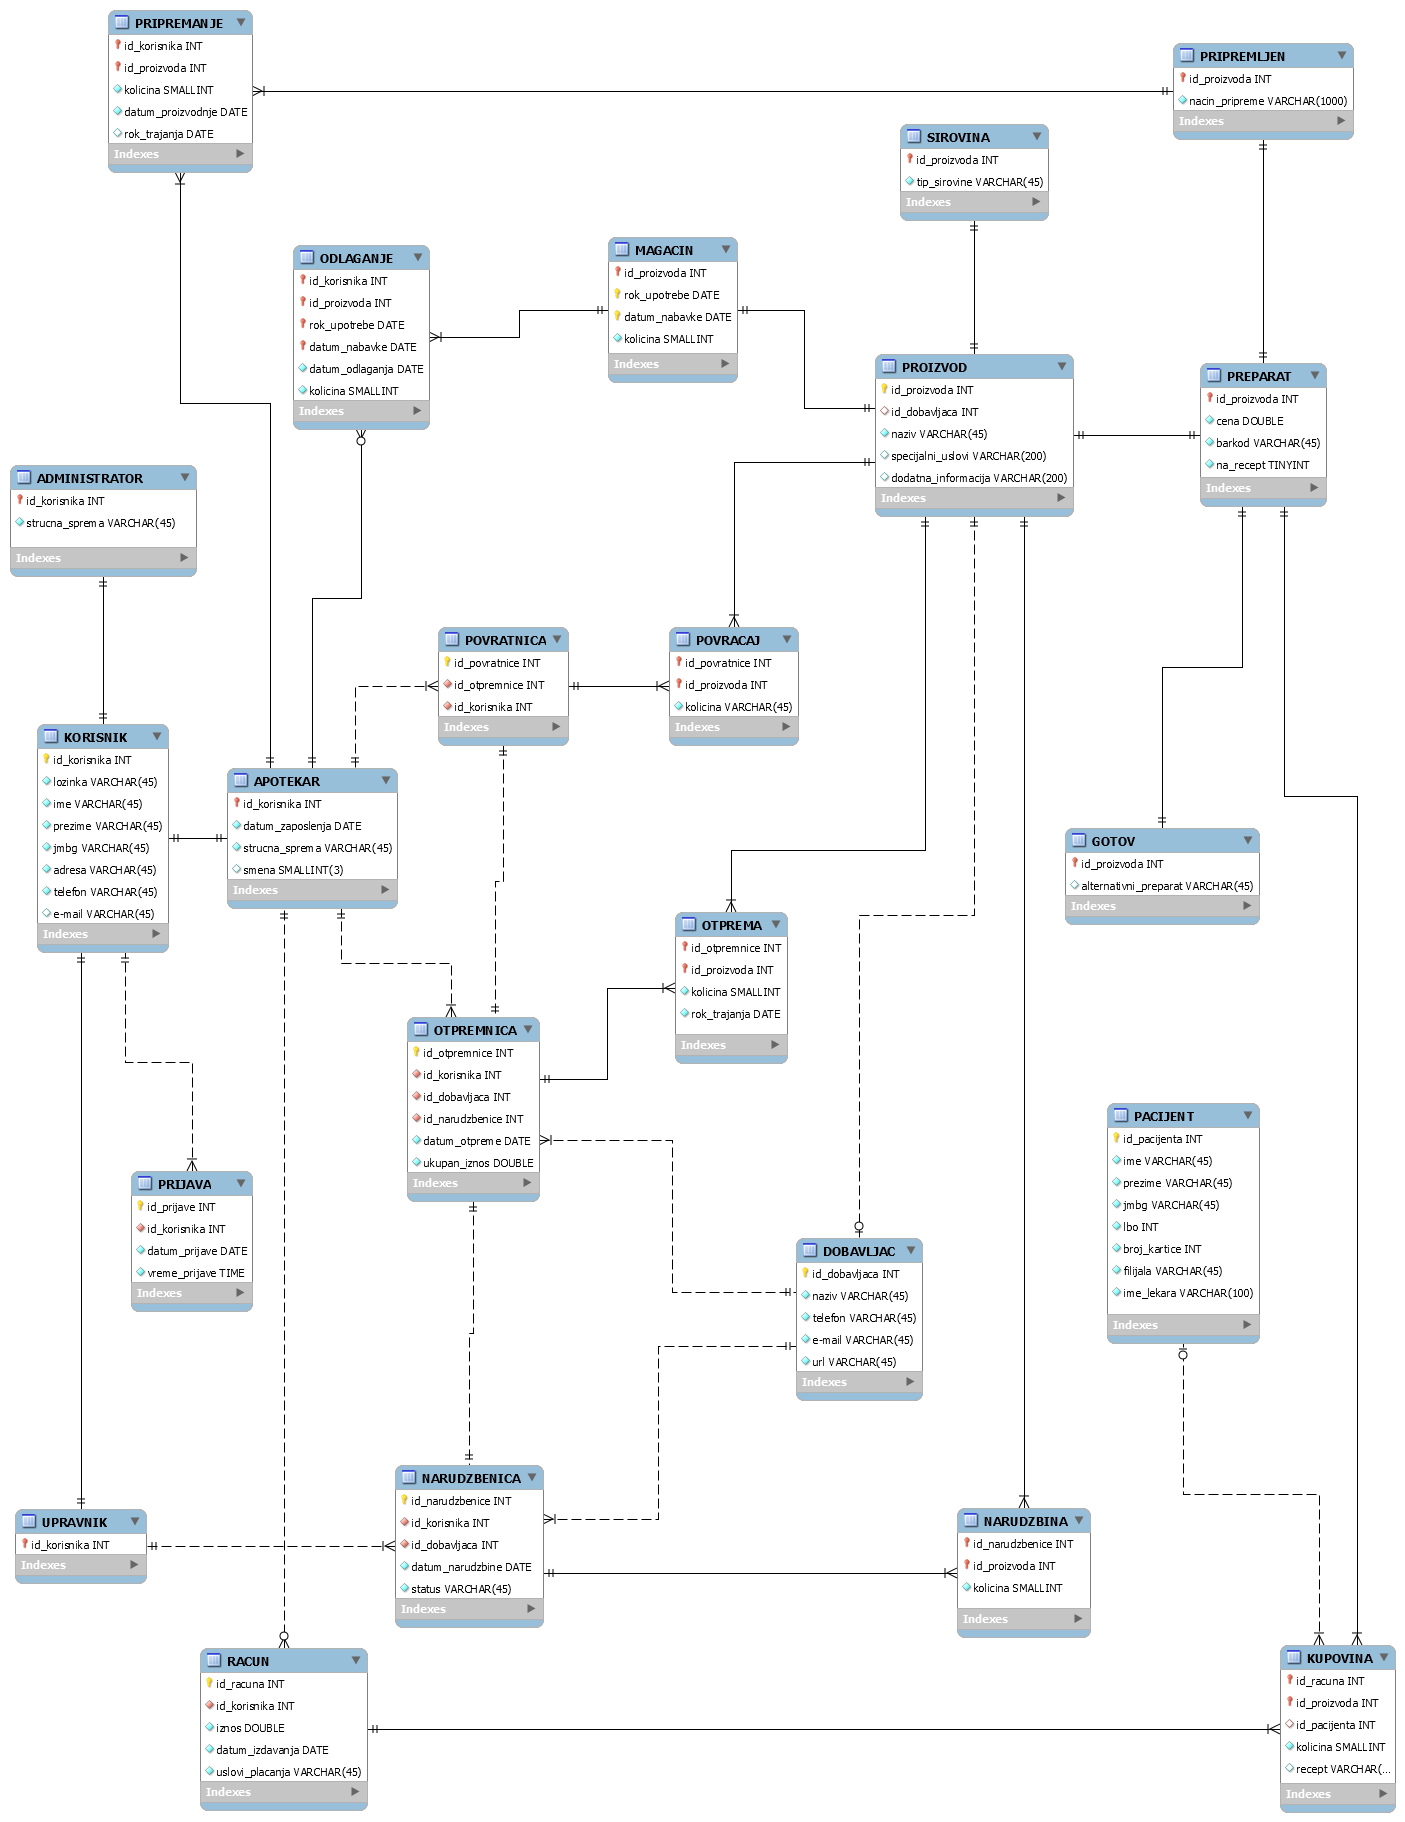 PRIPREMANJE
id_korisnika INT
id_proizvoda INT
kolicina SMALLINT
datum_proizvodnje DATE
rok_trajanja DATE
Indexes
PRIPREMLJEN
id_proizvoda INT
nacin_pripreme VARCHAR(1000)
Indexes
SIROVINA
id_proizvoda INT
tip_sirovine VARCHAR(45)
Indexes
ODLAGANJE
id_korisnika INT
id_proizvoda INT
rok_upotrebe DATE
datum_nabavke DATE
datum_odlaganja DATE
kolicina SMALLINT
Indexes
MAGACIN
id_proizvoda INT
rok_upotrebe DATE
datum_nabavke DATE
kolicina SMALLINT
Indexes
PROIZVOD
id_proizvoda INT
id_dobavljaca INT
naziv VARCHAR(45)
specijalni_uslovi VARCHAR(200)
dodatna_informacija VARCHAR(200)
Indexes
PREPARAT
id_proizvoda INT
cena DOUBLE
barkod VARCHAR(45)
na_recept TINYINT
Indexes
ADMINISTRATOR
id_korisnika INT
strucna_sprema VARCHAR(45)
Indexes
POVRATNICA
id_povratnice INT
id_otpremnice INT
id_korisnika INT
Indexes
POVRACAJ
id_povratnice INT
id_proizvoda INT
kolicina VARCHAR(45)
Indexes
KORISNIK
id_korisnika INT
lozinka VARCHAR(45)
ime VARCHAR(45)
prezime VARCHAR(45)
jmbg VARCHAR(45)
adresa VARCHAR(45)
telefon VARCHAR(45)
e-mail VARCHAR(45)
Indexes
APOTEKAR
id_korisnika INT
datum_zaposlenja DATE
strucna_sprema VARCHAR(45)
smena SMALLINT(3)
Indexes
GOTOV
id_proizvoda INT
alternativni_preparat VARCHAR(45)
Indexes
OTPREMA
id_otpremnice INT
id_proizvoda INT
kolicina SMALLINT
rok_trajanja DATE
Indexes
OTPREMNICA
id_otpremnice INT
id_korisnika INT
id_dobavljaca INT
id_narudzbenice INT
datum_otpreme DATE
ukupan_iznos DOUBLE
Indexes
PACIJENT
id_pacijenta INT
ime VARCHAR(45)
prezime VARCHAR(45)
jmbg VARCHAR(45)
lbo INT
broj_kartice INT
filijala VARCHAR(45)
ime_lekara VARCHAR(100)
Indexes
PRIJAVA
id_prijave INT
id_korisnika INT
datum_prijave DATE
vreme_prijave TIME
Indexes
DOBAVLJAC
id_dobavljaca INT
naziv VARCHAR(45)
telefon VARCHAR(45)
e-mail VARCHAR(45)
url VARCHAR(45)
Indexes
UPRAVNIK
id_korisnika INT
Indexes
NARUDZBENICA
id_narudzbenice INT
id_korisnika INT
id_dobavljaca INT
datum_narudzbine DATE
status VARCHAR(45)
Indexes
NARUDZBINA
id_narudzbenice INT
id_proizvoda INT
kolicina SMALLINT
Indexes
RACUN
id_racuna INT
id_korisnika INT
iznos DOUBLE
datum_izdavanja DATE
uslovi_placanja VARCHAR(45)
Indexes
KUPOVINA
id_racuna INT
id_proizvoda INT
id_pacijenta INT
kolicina SMALLINT
recept VARCHAR(...
Indexes